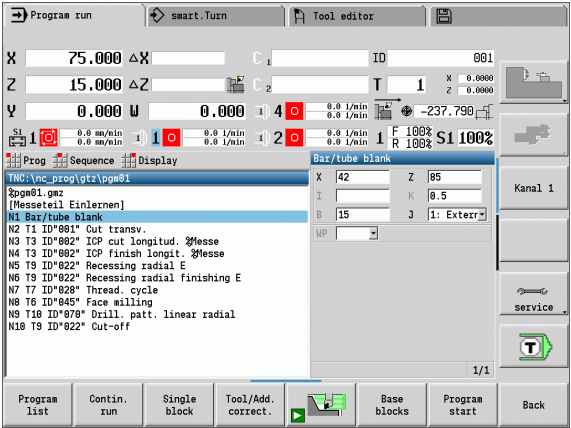 Program run smart.Turn Tool editor
X 75.000 ΔX C 1 ID 001
Z 15.000 ΔZ C 2 T 1 X 0.0000 Z 0.0000
Y 0.000 W 0.000 4 0.0 1/min 0.0 1/min -237.790
S1 1 0.0 mm/min 0.0 mm/min 1 0.0 1/min 0.0 1/min 2 0.0 1/min 0.0 1/min 1 F 100% R 100% S1 100%
Prog Sequence Display
TNC:\nc_prog\gtz\pgm01
%pgm01.gmz
[Messeteil Einlernen]
N1 Bar/tube blank
N2 T1 ID"001" Cut transv.
N3 T3 ID"002" ICP cut longitud. %Messe
N4 T3 ID"002" ICP finish longit. %Messe
N5 T9 ID"022" Recessing radial E
N6 T9 ID"022" Recessing radial finishing E
N7 T7 ID"028" Thread. cycle
N8 T6 ID"045" Face milling
N9 T10 ID"070" Drill. patt. linear radial
N10 T9 ID"022" Cut-off
Bar/tube blank
X 42 Z 85
I K 0.5
B 15 J 1: Extern
WP
1/1
Kanal 1
service
T
Program list
Contin. run
Single block
Tool/Add. correct.
Base blocks
Program start
Back